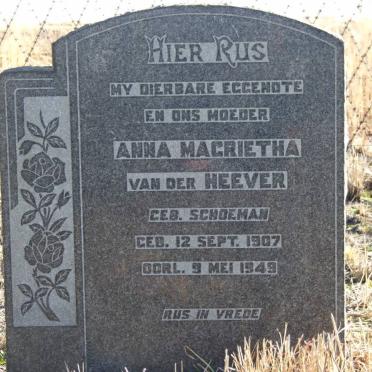 HIER RUS
MY DIERBARE EGGENOTE
EN ONS MOEDER
ANNA MAGRIETHA
VAN DER HEEVER
GEB. SCHOEMAN
GEB. 12 SEPT. 1907
OORL. 9 MEI 1949
RUS IN VREDE